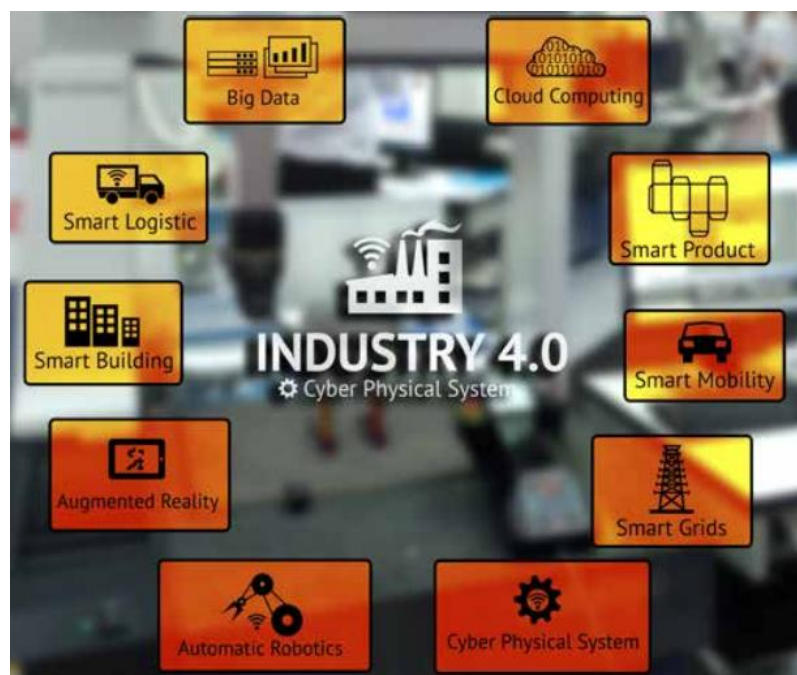 Big Data
Cloud Computing
Smart Logistic
Smart Product
INDUSTRY 4.0
Cyber Physical System
Smart Building
Smart Mobility
Augmented Reality
Smart Grids
Automatic Robotics
Cyber Physical System